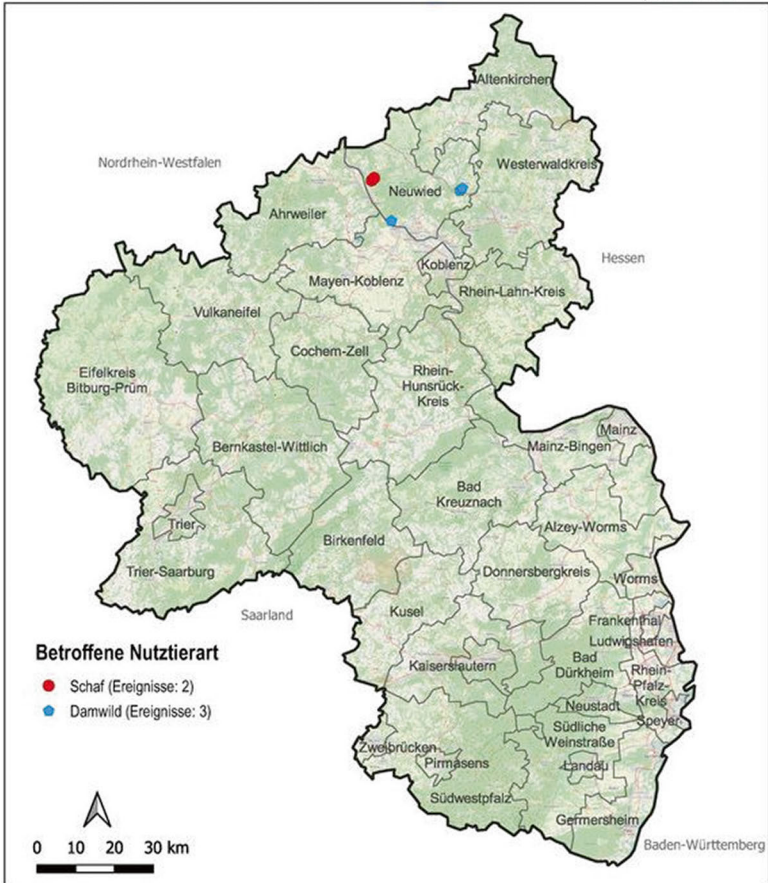 Altenkirchen
Nordrhein-Westfalen
Westerwaldkreis
Neuwied
Ahrweiler
Hessen
Koblenz
Mayen-Koblenz
Rhein-Lahn-Kreis
Vulkaneifel
Cochem-Zell
Eifelkreis
Bitburg-Prüm
Rhein-
Hunsrück-
Kreis
Mainz
Bernkastel-Wittlich
Mainz-Bingen
Bad
Kreuznach
Trier
Alzey-Worms
Birkenfeld
Trier-Saarburg
Donnersbergkreis
Worms
Saarland
Kusel
Frankenthal
Ludwigshafen
Kaiserslautern
Bad
Dürkheim
Rhein-
Pfalz-
Kreis
Neustadt
Speyer
Südliche
Weinstraße
Zweibrücken
Pirmasens
Landau
Südwestpfalz
Germersheim
Baden-Württemberg
Betroffene Nutztierart
Schaf (Ereignisse: 2)
Damwild (Ereignisse: 3)
0 10 20 30 km